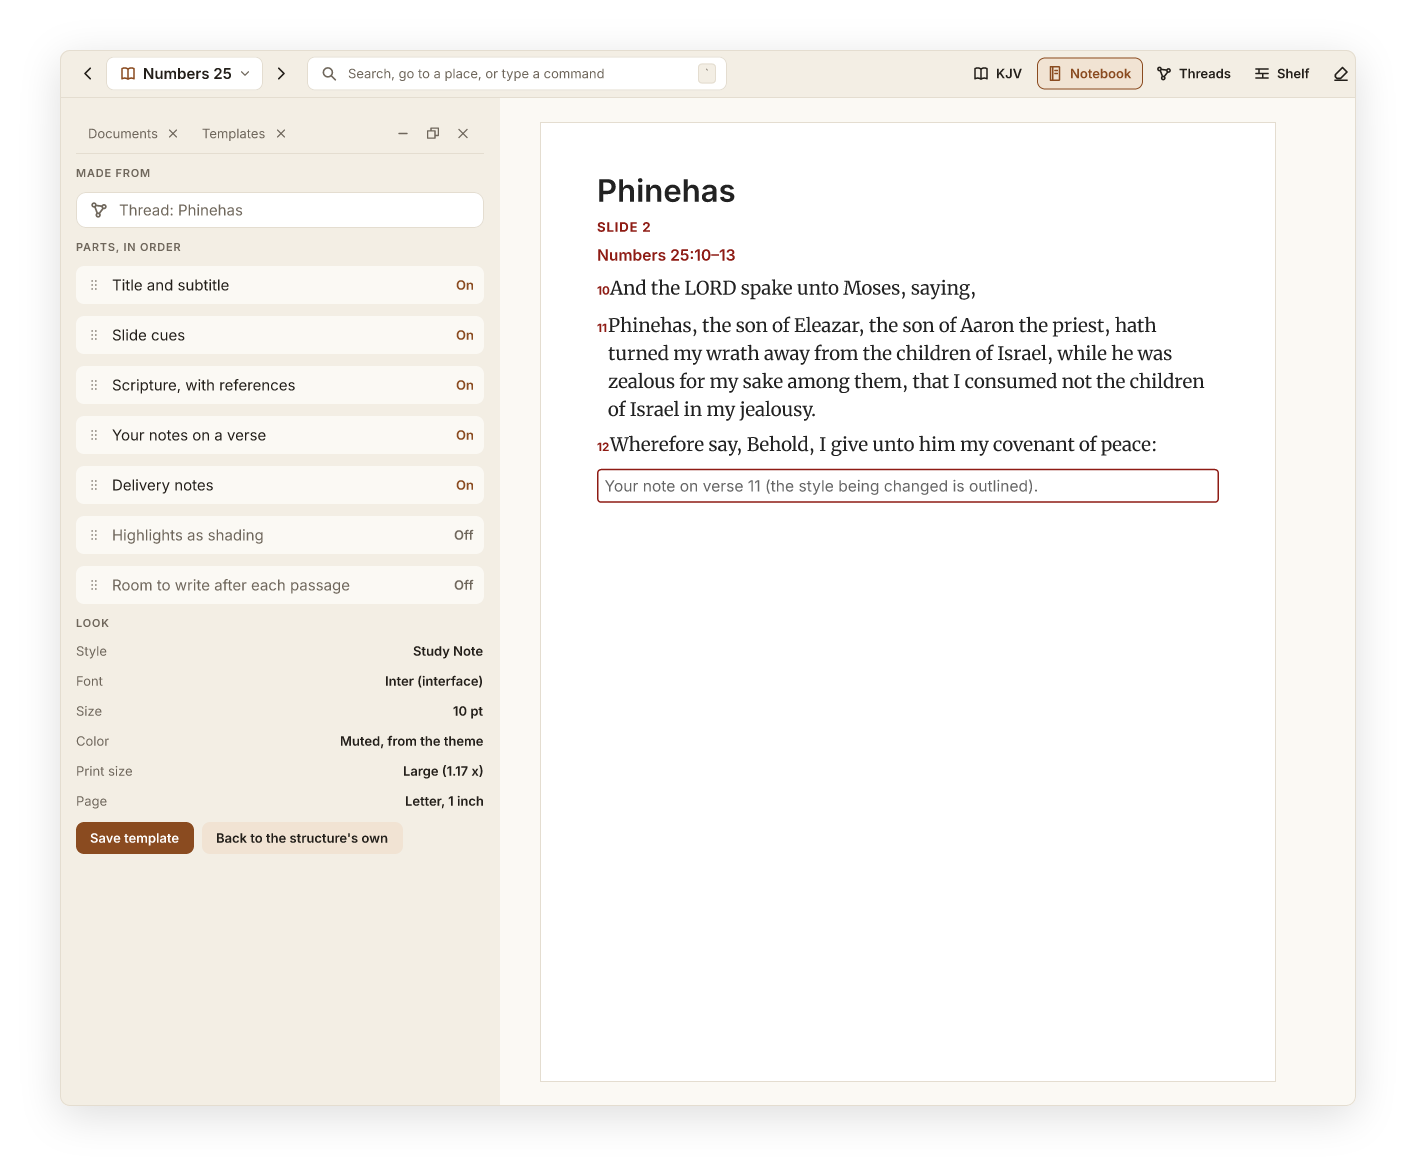 Numbers 25
Search, go to a place, or type a command
KJV
Notebook
Threads
Shelf
Documents
Templates
MADE FROM
Thread: Phinehas
PARTS, IN ORDER
Title and subtitle On
Slide cues On
Scripture, with references On
Your notes on a verse On
Delivery notes On
Highlights as shading Off
Room to write after each passage Off
LOOK
Style Study Note
Font Inter (interface)
Size 10 pt
Color Muted, from the theme
Print size Large (1.17 x)
Page Letter, 1 inch
Save template
Back to the structure's own
Phinehas
SLIDE 2
Numbers 25:10–13
10And the LORD spake unto Moses, saying,
11Phinehas, the son of Eleazar, the son of Aaron the priest, hath
turned my wrath away from the children of Israel, while he was
zealous for my sake among them, that I consumed not the children
of Israel in my jealousy.
12Wherefore say, Behold, I give unto him my covenant of peace:
Your note on verse 11 (the style being changed is outlined).